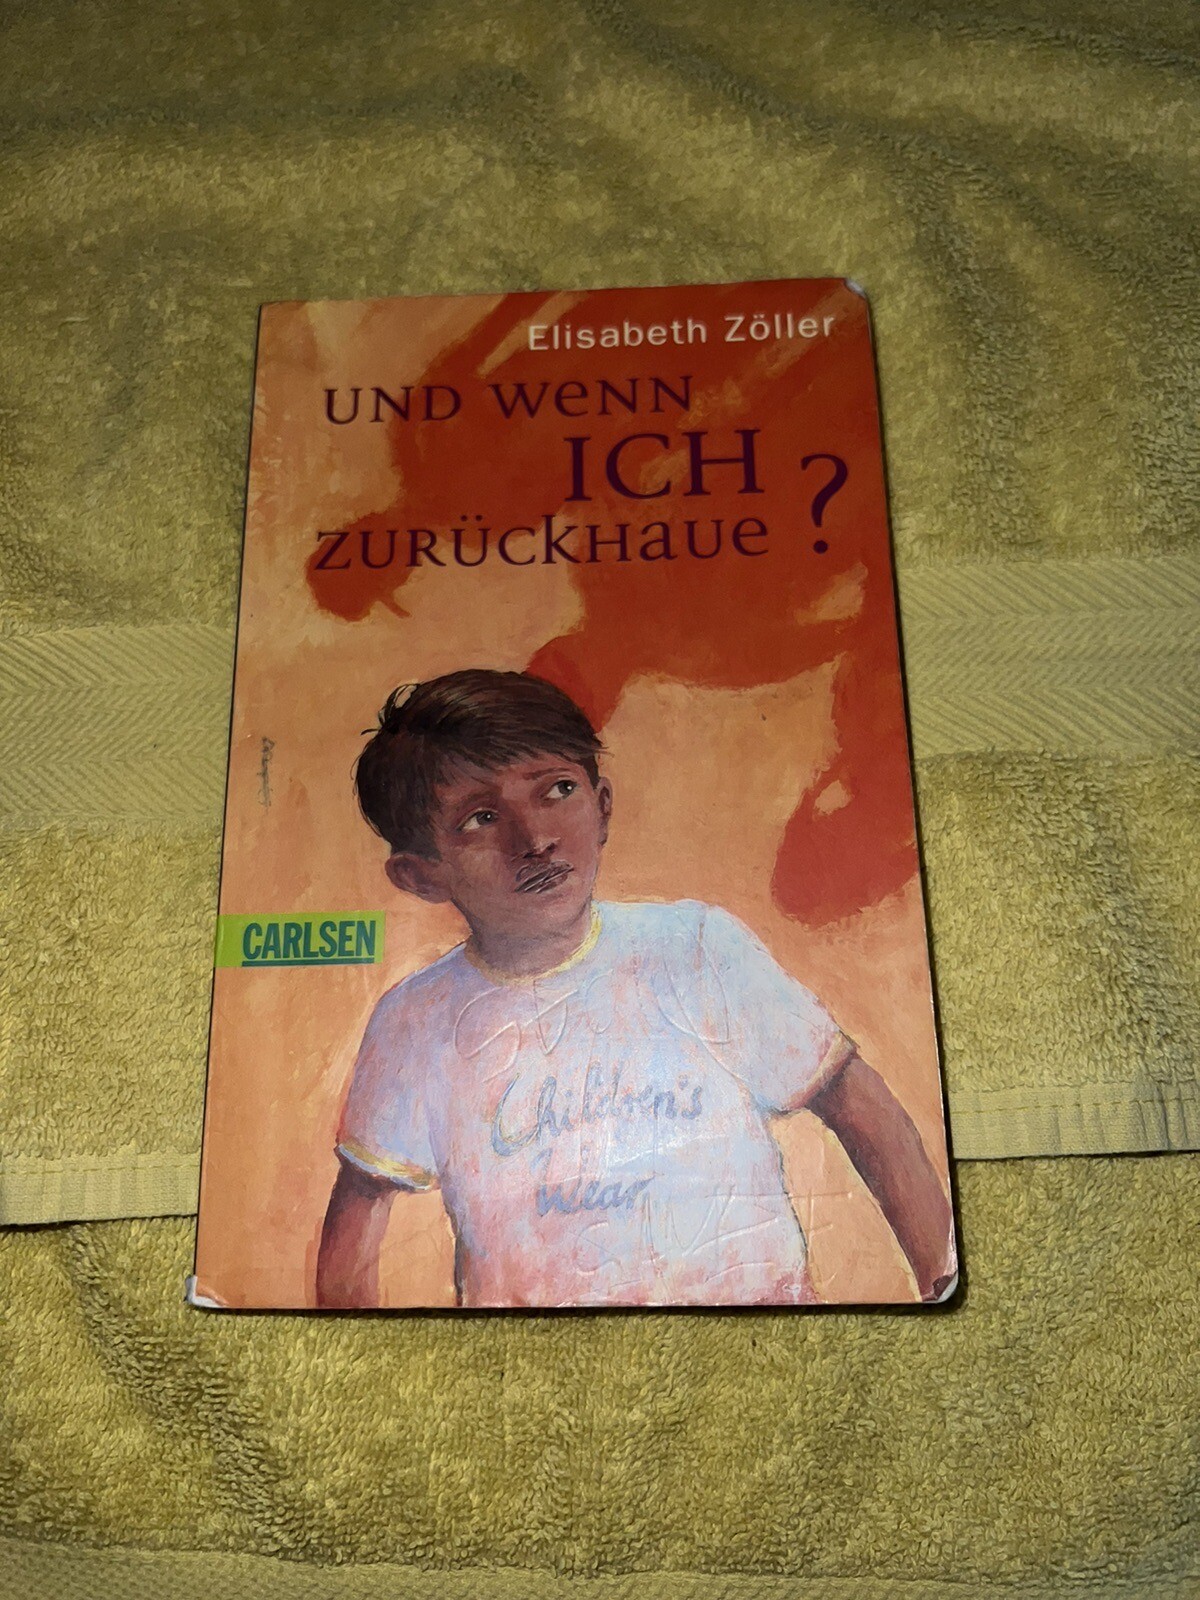 Elisabeth Zöller
UND WENN
ICH
ZURÜCKHAUE?
CARLSEN
Children's
Wear